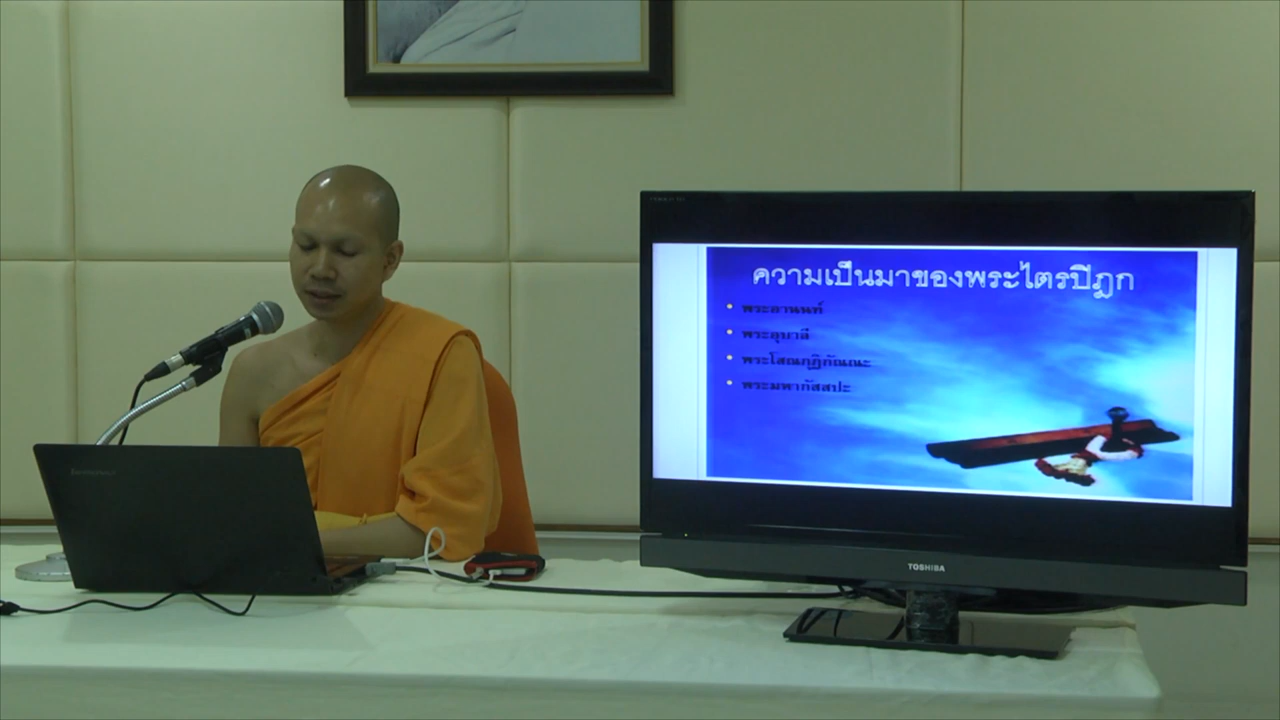 ความเป็นมาของพระไตรปิฎก
พระอานนท์
พระอุบาลี
พระโสณกุฏิกัณณะ
พระมหากัสสปะ
TOSHIBA